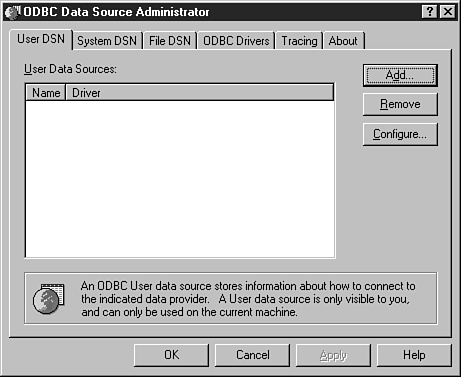 ODBC Data Source Administrator
User DSN System DSN File DSN ODBC Drivers Tracing About
User Data Sources:
Add...
Name Driver
Remove
Configure...
An ODBC User data source stores information about how to connect to
the indicated data provider. A User data source is only visible to you,
and can only be used on the current machine.
OK Cancel Apply Help